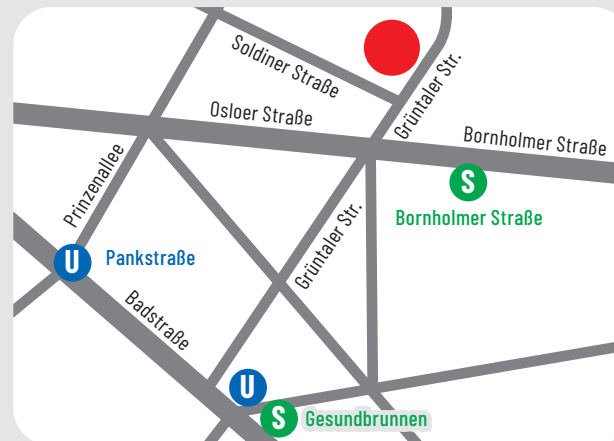 Soldiner Straße
Grüntaler Str.
Osloer Straße
Bornholmer Straße
Prinzenallee
S
Bornholmer Straße
Grüntaler Str.
U
Pankstraße
Badstraße
U
S
Gesundbrunnen